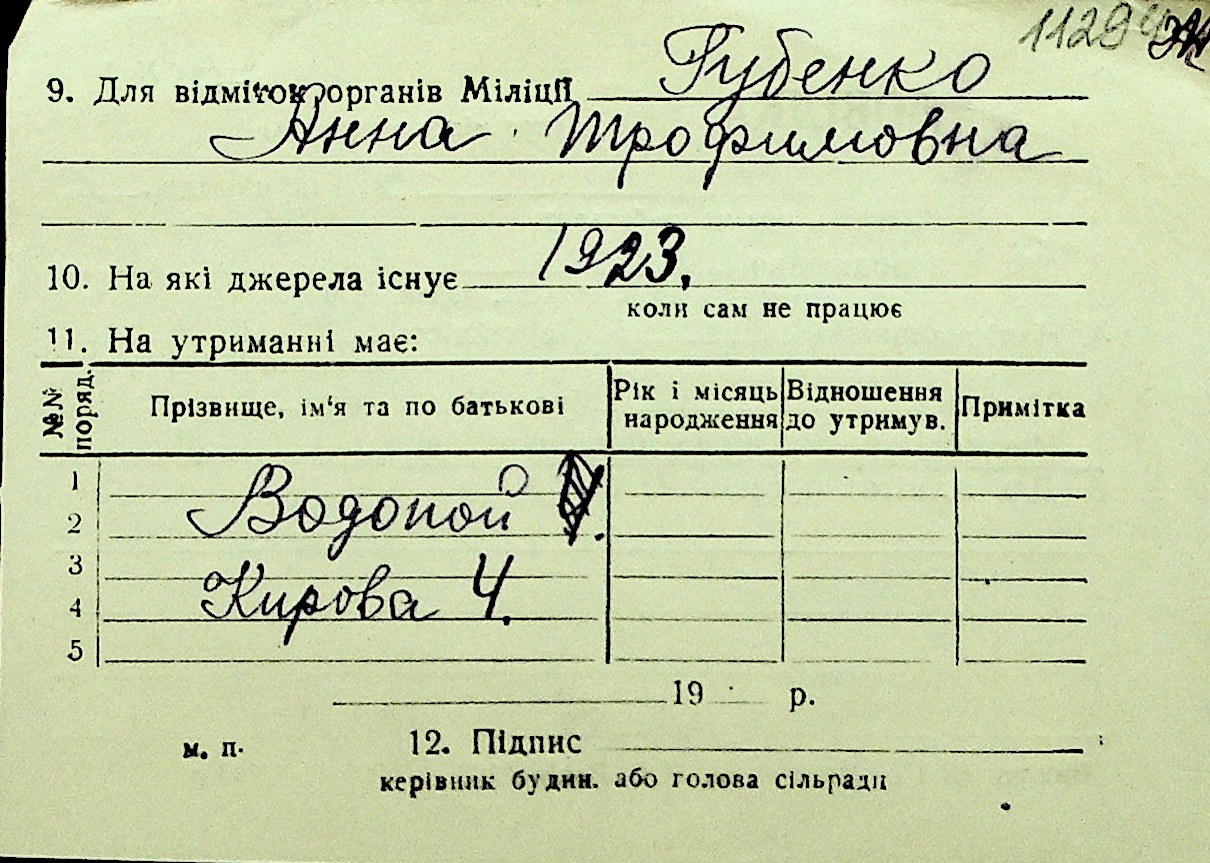 11294
9. Для відміток органів Міліції Губенко
Анна Трофимовна
10. На які джерела існує 1923.
коли сам не працює
11. На утриманні має:
№№ поряд. Прізвище, ім'я та по батькові Рік і місяць народження Відношення до утримув. Примітка
1
2 Водопой
3
4 Кирова 4.
5
19 р.
м. п. 12. Підпис
керівник будин. або голова сільради